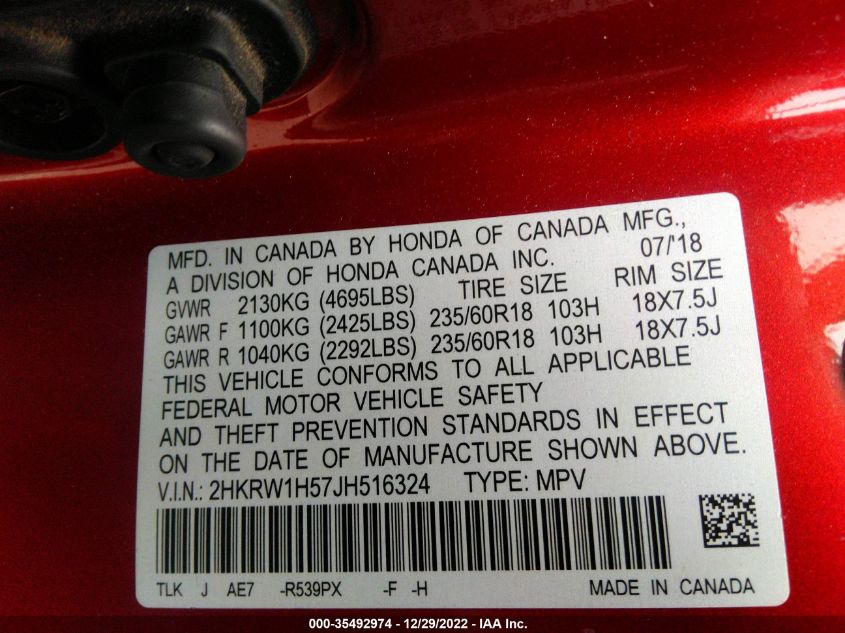 MFD. IN CANADA BY HONDA OF CANADA MFG.,
A DIVISION OF HONDA CANADA INC. 07/'18
GVWR 2130KG (4695LBS) TIRE SIZE RIM SIZE
GAWR F 1100KG (2425LBS) 235/60R18 103H 18X7.5J
GAWR R 1040KG (2292LBS) 235/60R18 103H 18X7.5J
THIS VEHICLE CONFORMS TO ALL APPLICABLE
FEDERAL MOTOR VEHICLE SAFETY
AND THEFT PREVENTION STANDARDS IN EFFECT
ON THE DATE OF MANUFACTURE SHOWN ABOVE.
V.I.N.: 2HKRW1H57JH516324 TYPE: MPV
TLK J AE7 -R539PX -F -H MADE IN CANADA
000-35492974 / 12/29/2022 - IAA Inc.